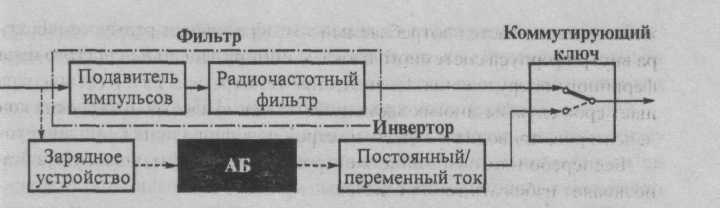 Фильтр
Коммутирующий
ключ
Подавитель
импульсов
Радиочастотный
фильтр
Инвертор
Зарядное
устройство
АБ
Постоянный/
переменный ток